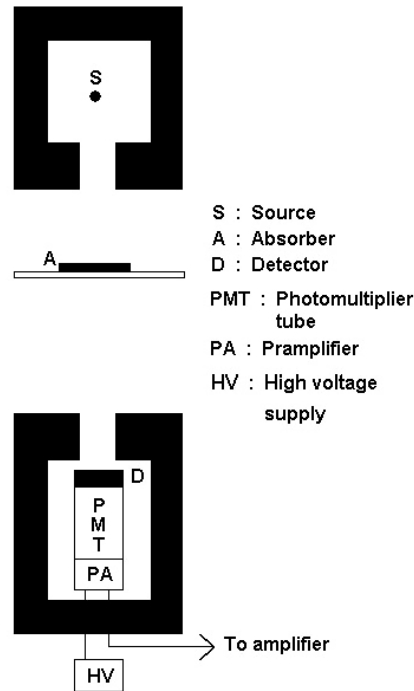 S
S : Source
A : Absorber
A
D : Detector
PMT : Photomultiplier
tube
PA : Pramplifier
HV : High voltage
supply
D
P
M
T
PA
To amplifier
HV